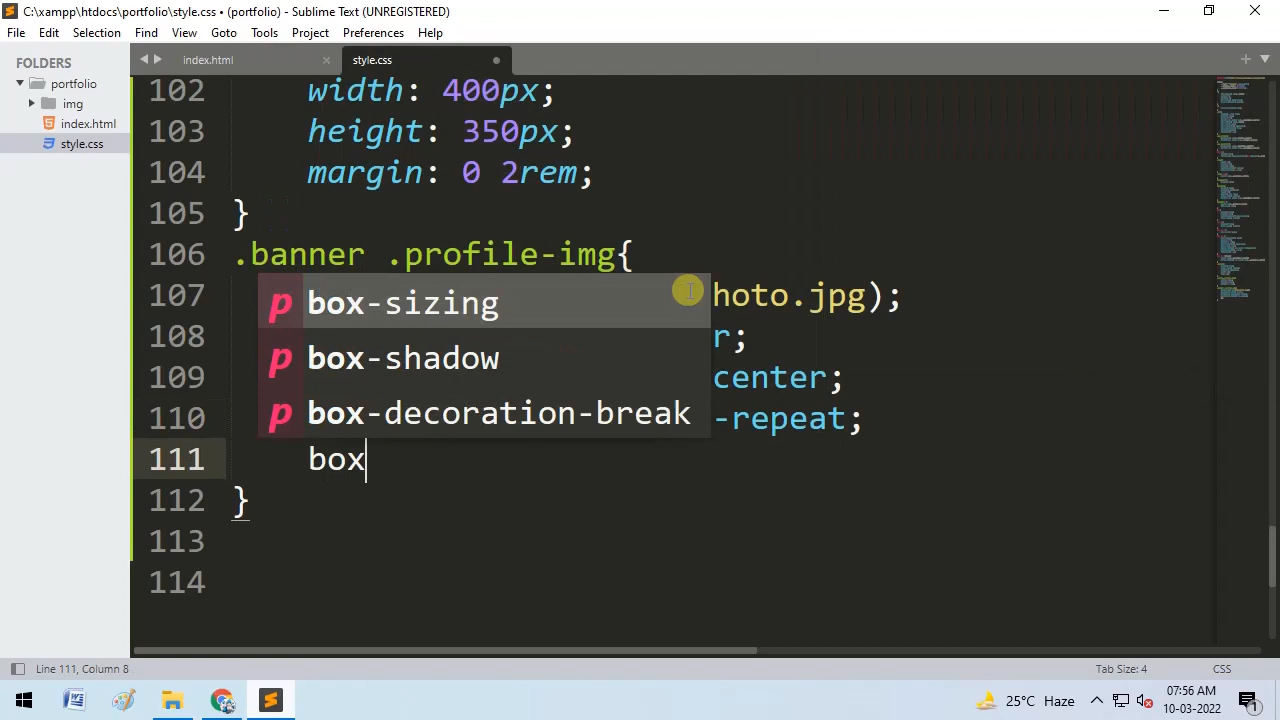 C:\xampp\htdocs\portfolio\style.css • (portfolio) - Sublime Text (UNREGISTERED)
File Edit Selection Find View Goto Tools Project Preferences Help
FOLDERS
portfolio
img
index.html
style.css
index.html
style.css
102 width: 400px;
103 height: 350px;
104 margin: 0 2rem;
105 }
106 .banner .profile-img{
107 hoto.jpg);
108 r;
109 center;
110 -repeat;
111 box
112 }
113
114
p box-sizing
p box-shadow
p box-decoration-break
Line 111, Column 8
Tab Size: 4
CSS
25°C Haze
07:56 AM
10-03-2022
1